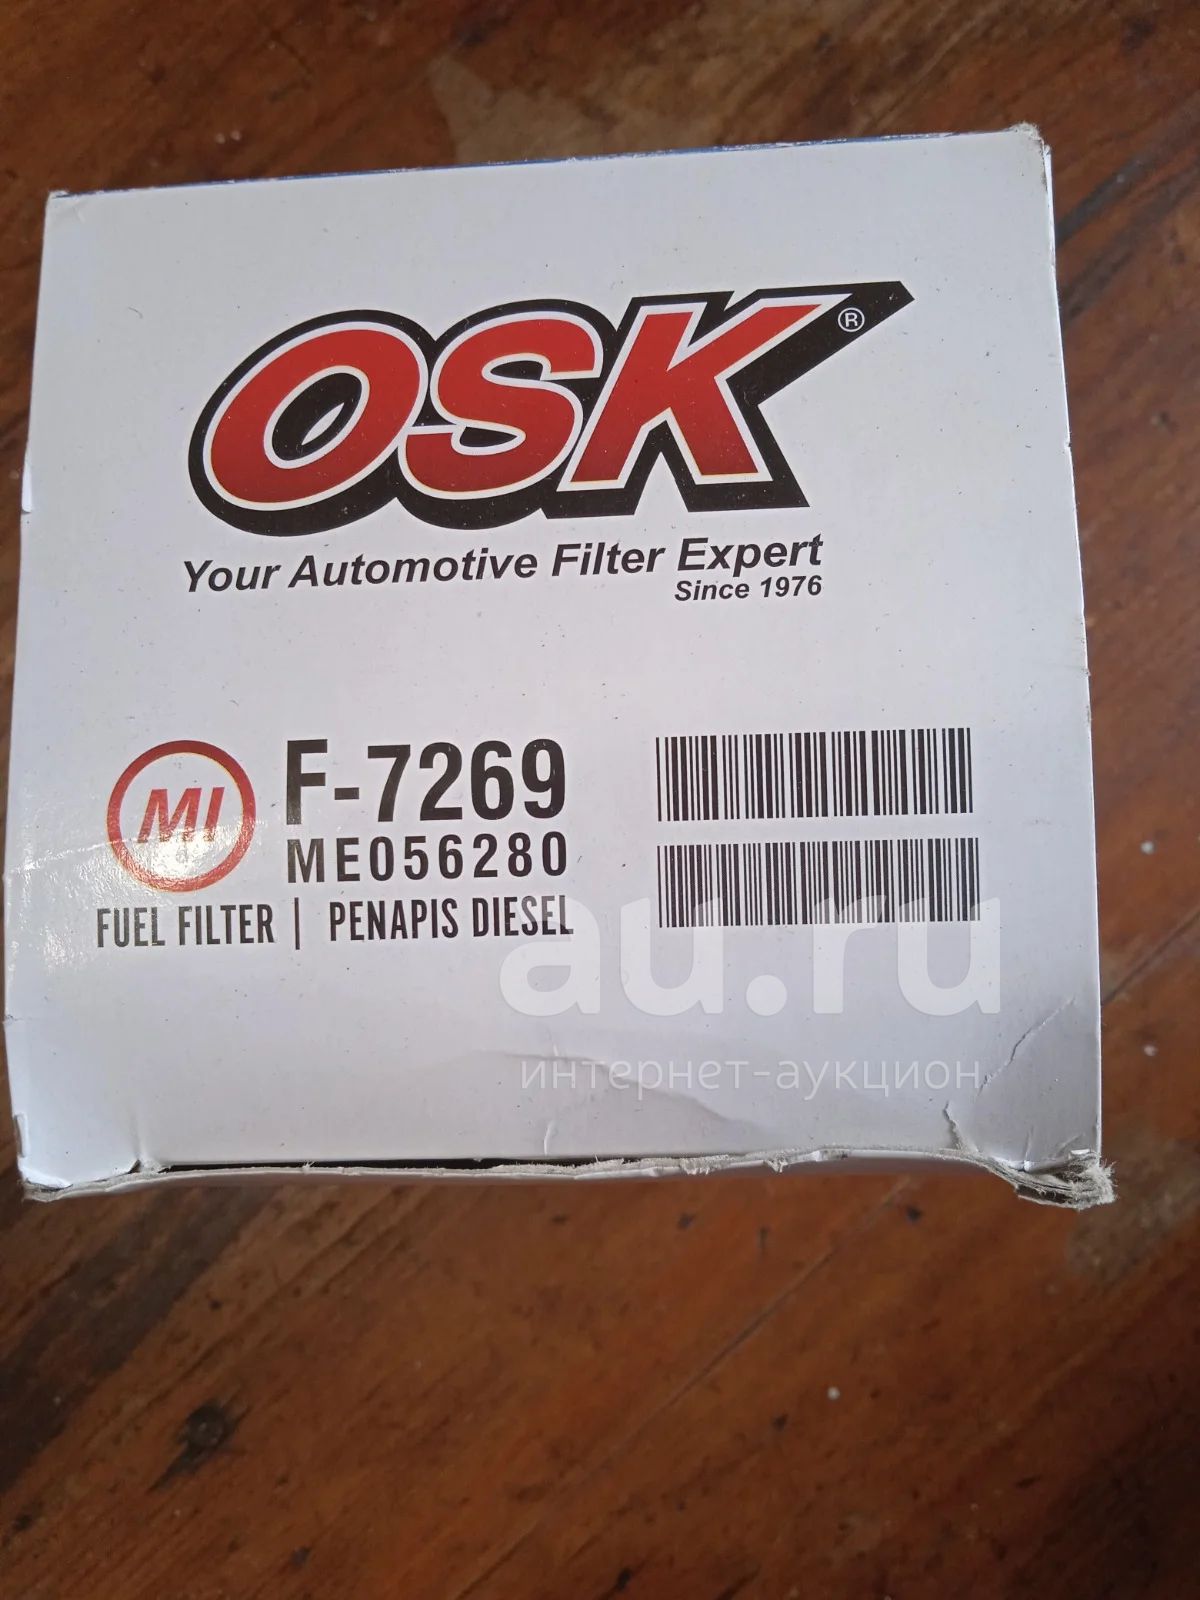 OSK®
Your Automotive Filter Expert
Since 1976
MI
F-7269
ME056280
FUEL FILTER | PENAPIS DIESEL
au.ru
интернет-аукцион